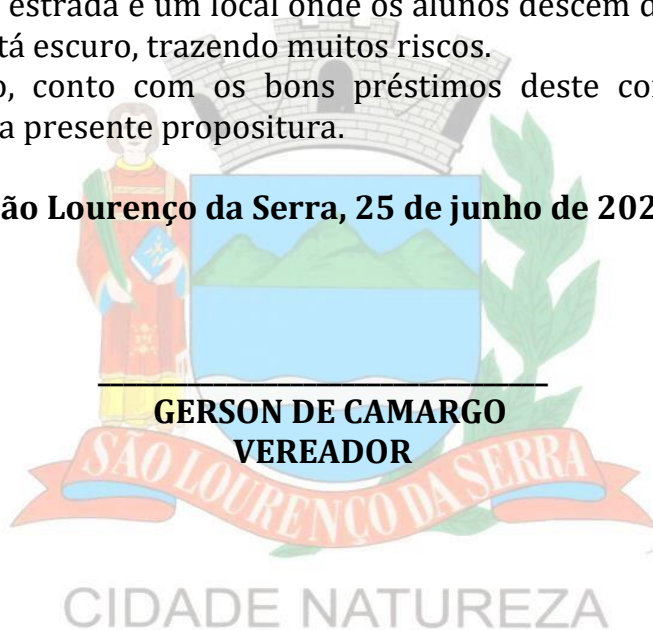 estrada é um local onde os alunos descem d
tá escuro, trazendo muitos riscos.
o, conto com os bons préstimos deste co
a presente propositura.
ão Lourenço da Serra, 25 de junho de 202
GERSON DE CAMARGO
VEREADOR
SÃO LOURENÇO DA SERRA
CIDADE NATUREZA